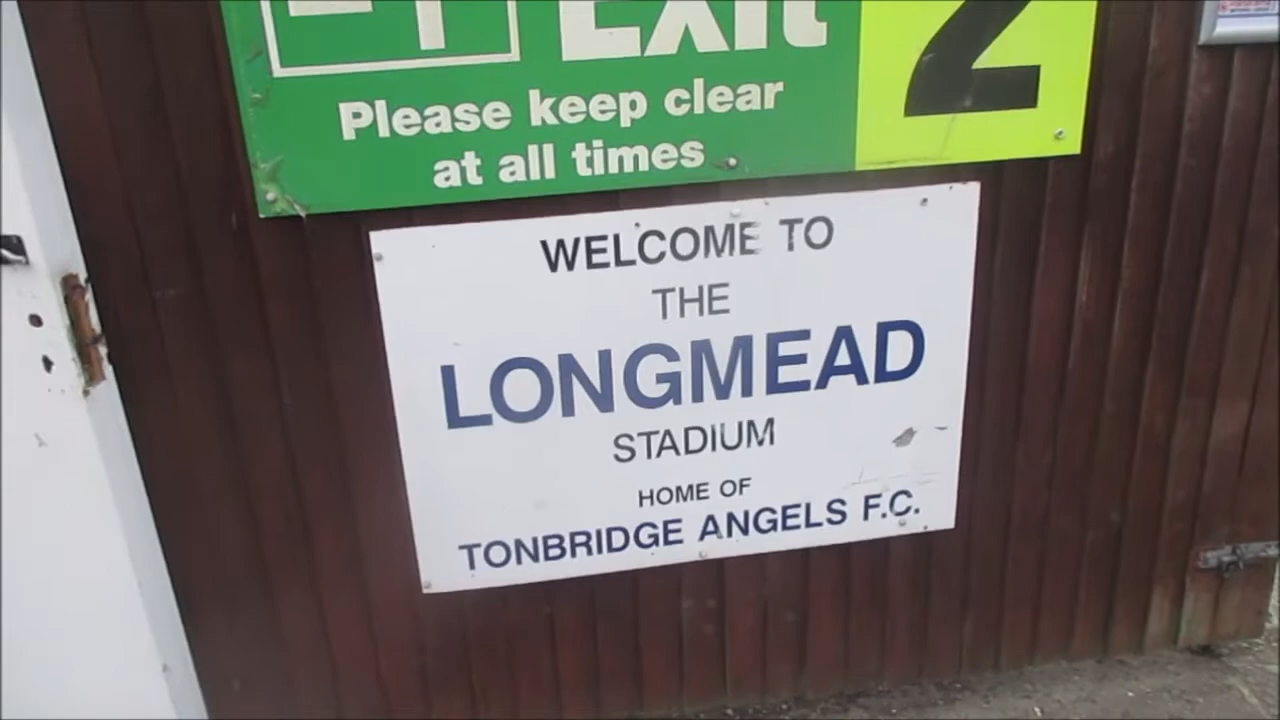 Exit
2
Please keep clear
at all times
WELCOME TO
THE
LONGMEAD
STADIUM
HOME OF
TONBRIDGE ANGELS F.C.